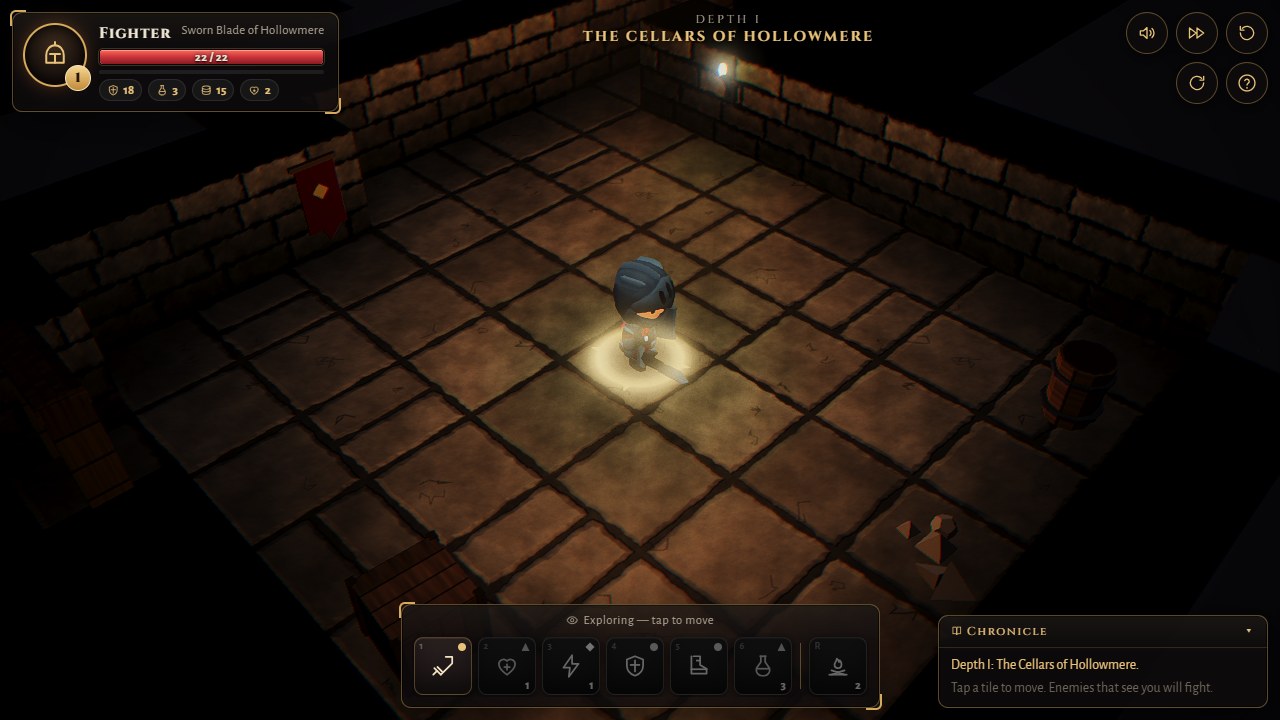 FIGHTER Sworn Blade of Hollowmere
22 / 22
1
18 3 15 2
DEPTH I
THE CELLARS OF HOLLOWMERE
Exploring — tap to move
1 2 3 4 5 6 R
1 1 3 2
CHRONICLE
Depth I: The Cellars of Hollowmere.
Tap a tile to move. Enemies that see you will fight.